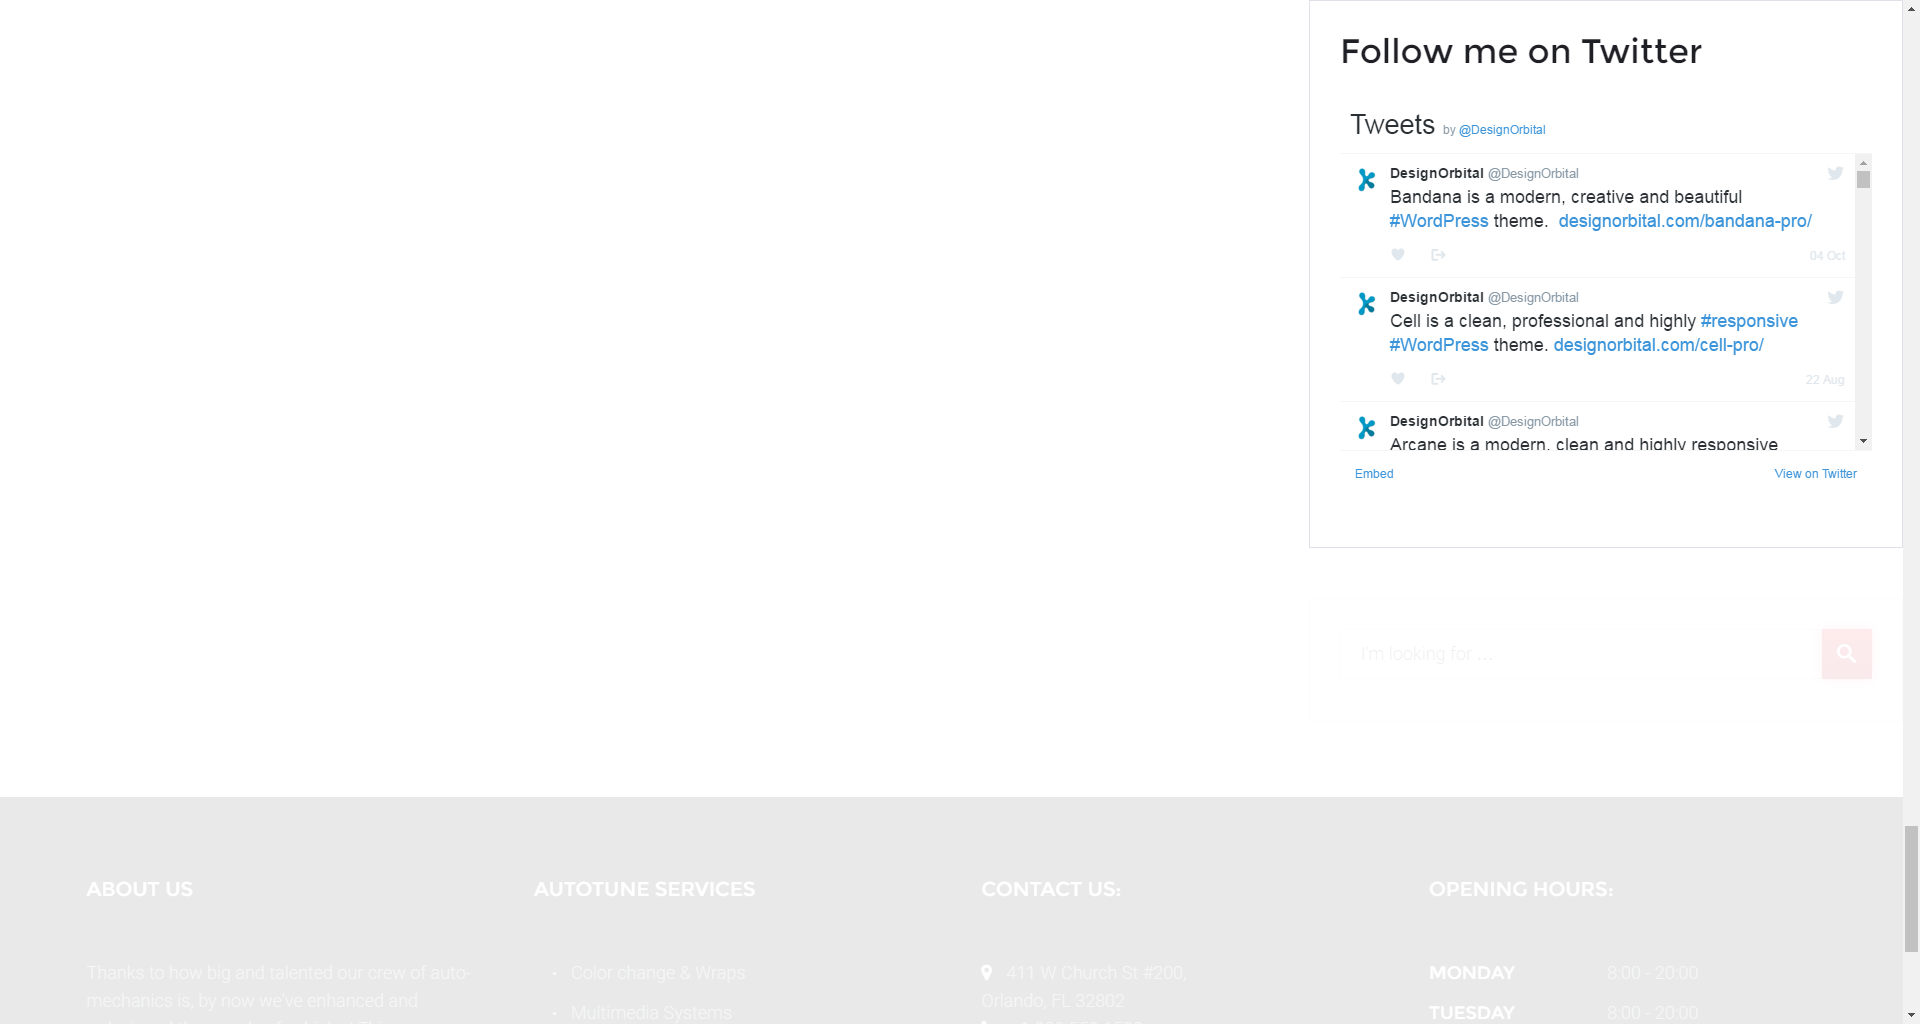 Follow me on Twitter
Tweets by @DesignOrbital
DesignOrbital @DesignOrbital
Bandana is a modern, creative and beautiful
#WordPress theme. designorbital.com/bandana-pro/
04 Oct
DesignOrbital @DesignOrbital
Cell is a clean, professional and highly #responsive
#WordPress theme. designorbital.com/cell-pro/
22 Aug
DesignOrbital @DesignOrbital
Arcane is a modern, clean and highly responsive
Embed
View on Twitter
I'm looking for ...
ABOUT US
Thanks to how big and talented our crew of auto-
mechanics is, by now we've enhanced and
AUTOTUNE SERVICES
Color change & Wraps
Multimedia Systems
CONTACT US:
411 W Church St #200,
Orlando, FL 32802
OPENING HOURS:
MONDAY 8:00 - 20:00
TUESDAY 8:00 - 20:00